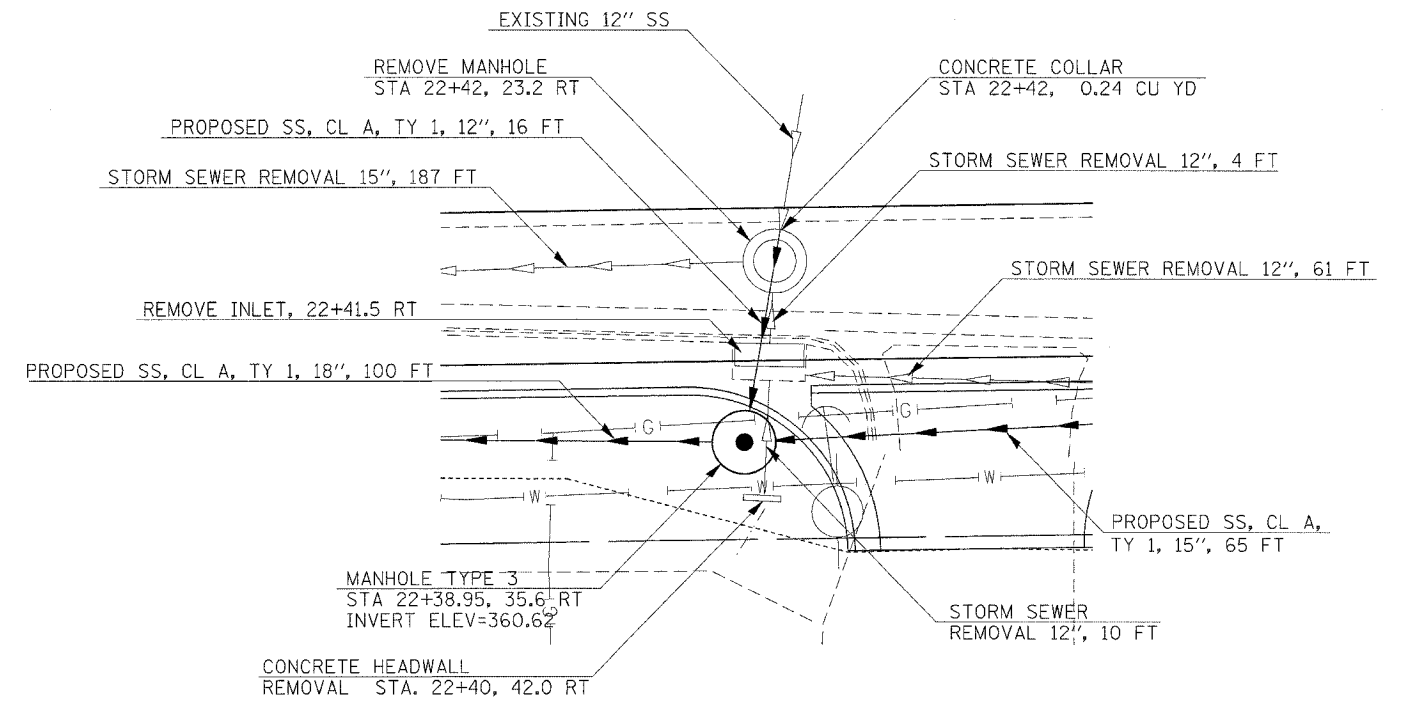 EXISTING 12" SS
REMOVE MANHOLE
STA 22+42, 23.2 RT
CONCRETE COLLAR
STA 22+42, 0.24 CU YD
PROPOSED SS, CL A, TY 1, 12", 16 FT
STORM SEWER REMOVAL 12", 4 FT
STORM SEWER REMOVAL 15", 187 FT
STORM SEWER REMOVAL 12", 61 FT
REMOVE INLET, 22+41.5 RT
PROPOSED SS, CL A, TY 1, 18", 100 FT
G
G
W
W
W
PROPOSED SS, CL A,
TY 1, 15", 65 FT
MANHOLE TYPE 3
STA 22+38.95, 35.6 RT
INVERT ELEV=360.62
G
STORM SEWER
REMOVAL 12", 10 FT
CONCRETE HEADWALL
REMOVAL STA. 22+40, 42.0 RT